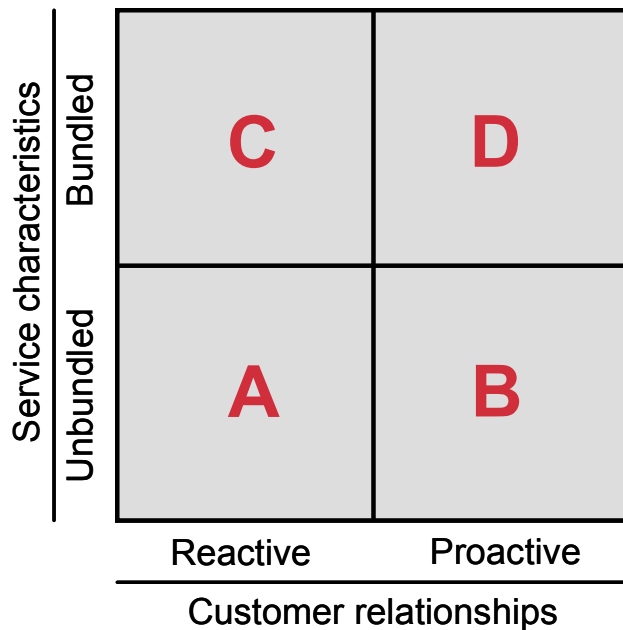 Service characteristics
Bundled
Unbundled
C
D
A
B
Reactive
Proactive
Customer relationships